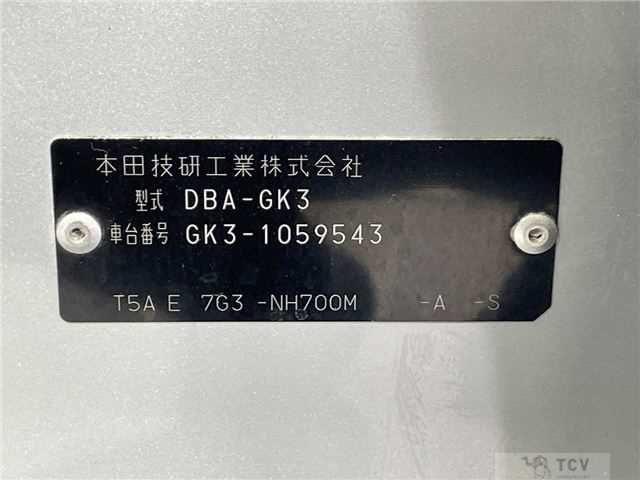 本田技研工業株式会社
型式 DBA-GK3
車台番号 GK3-1059543
T5A E 7G3 -NH700M -A -S
TCV